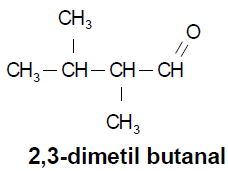 CH₃
O
CH₃ – CH – CH – CH
CH₃
2,3-dimetil butanal